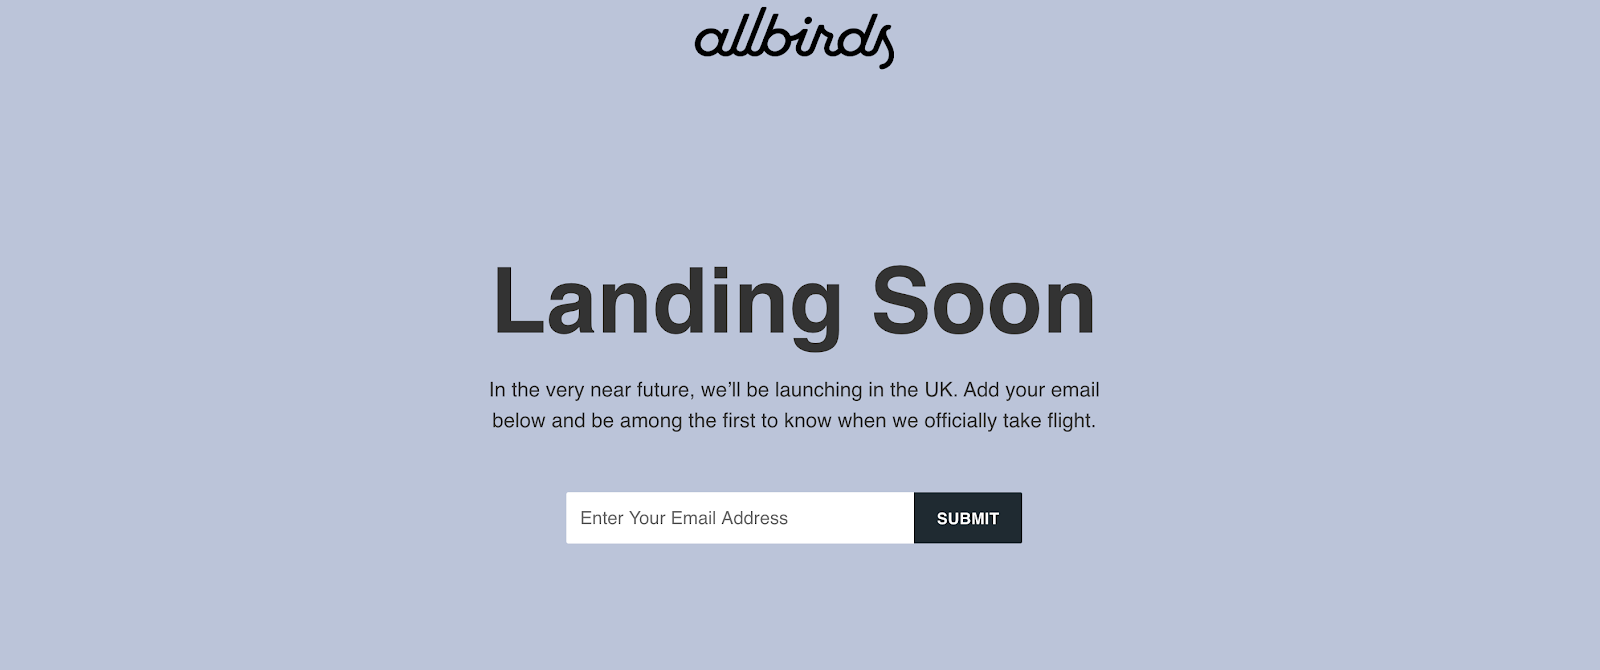 allbirds
Landing Soon
In the very near future, we’ll be launching in the UK. Add your email
below and be among the first to know when we officially take flight.
Enter Your Email Address
SUBMIT